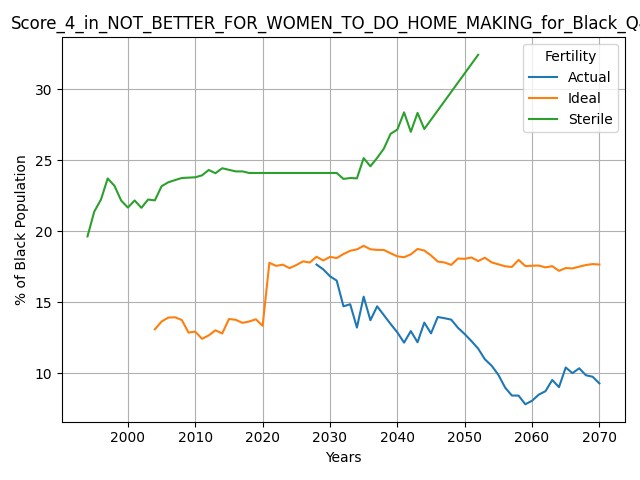 Score_4_in_NOT_BETTER_FOR_WOMEN_TO_DO_HOME_MAKING_for_Black_Q
Fertility
Actual
Ideal
Sterile
% of Black Population
30
25
20
15
10
2000
2010
2020
2030
2040
2050
2060
2070
Years